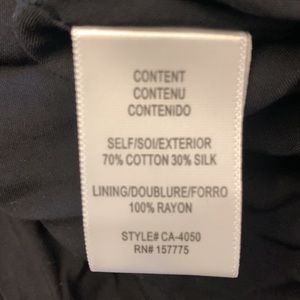 CONTENT
CONTENU
CONTENIDO
SELF/SOI/EXTERIOR
70% COTTON 30% SILK
LINING/DOUBLURE/FORRO
100% RAYON
STYLE# CA-4050
RN# 157775